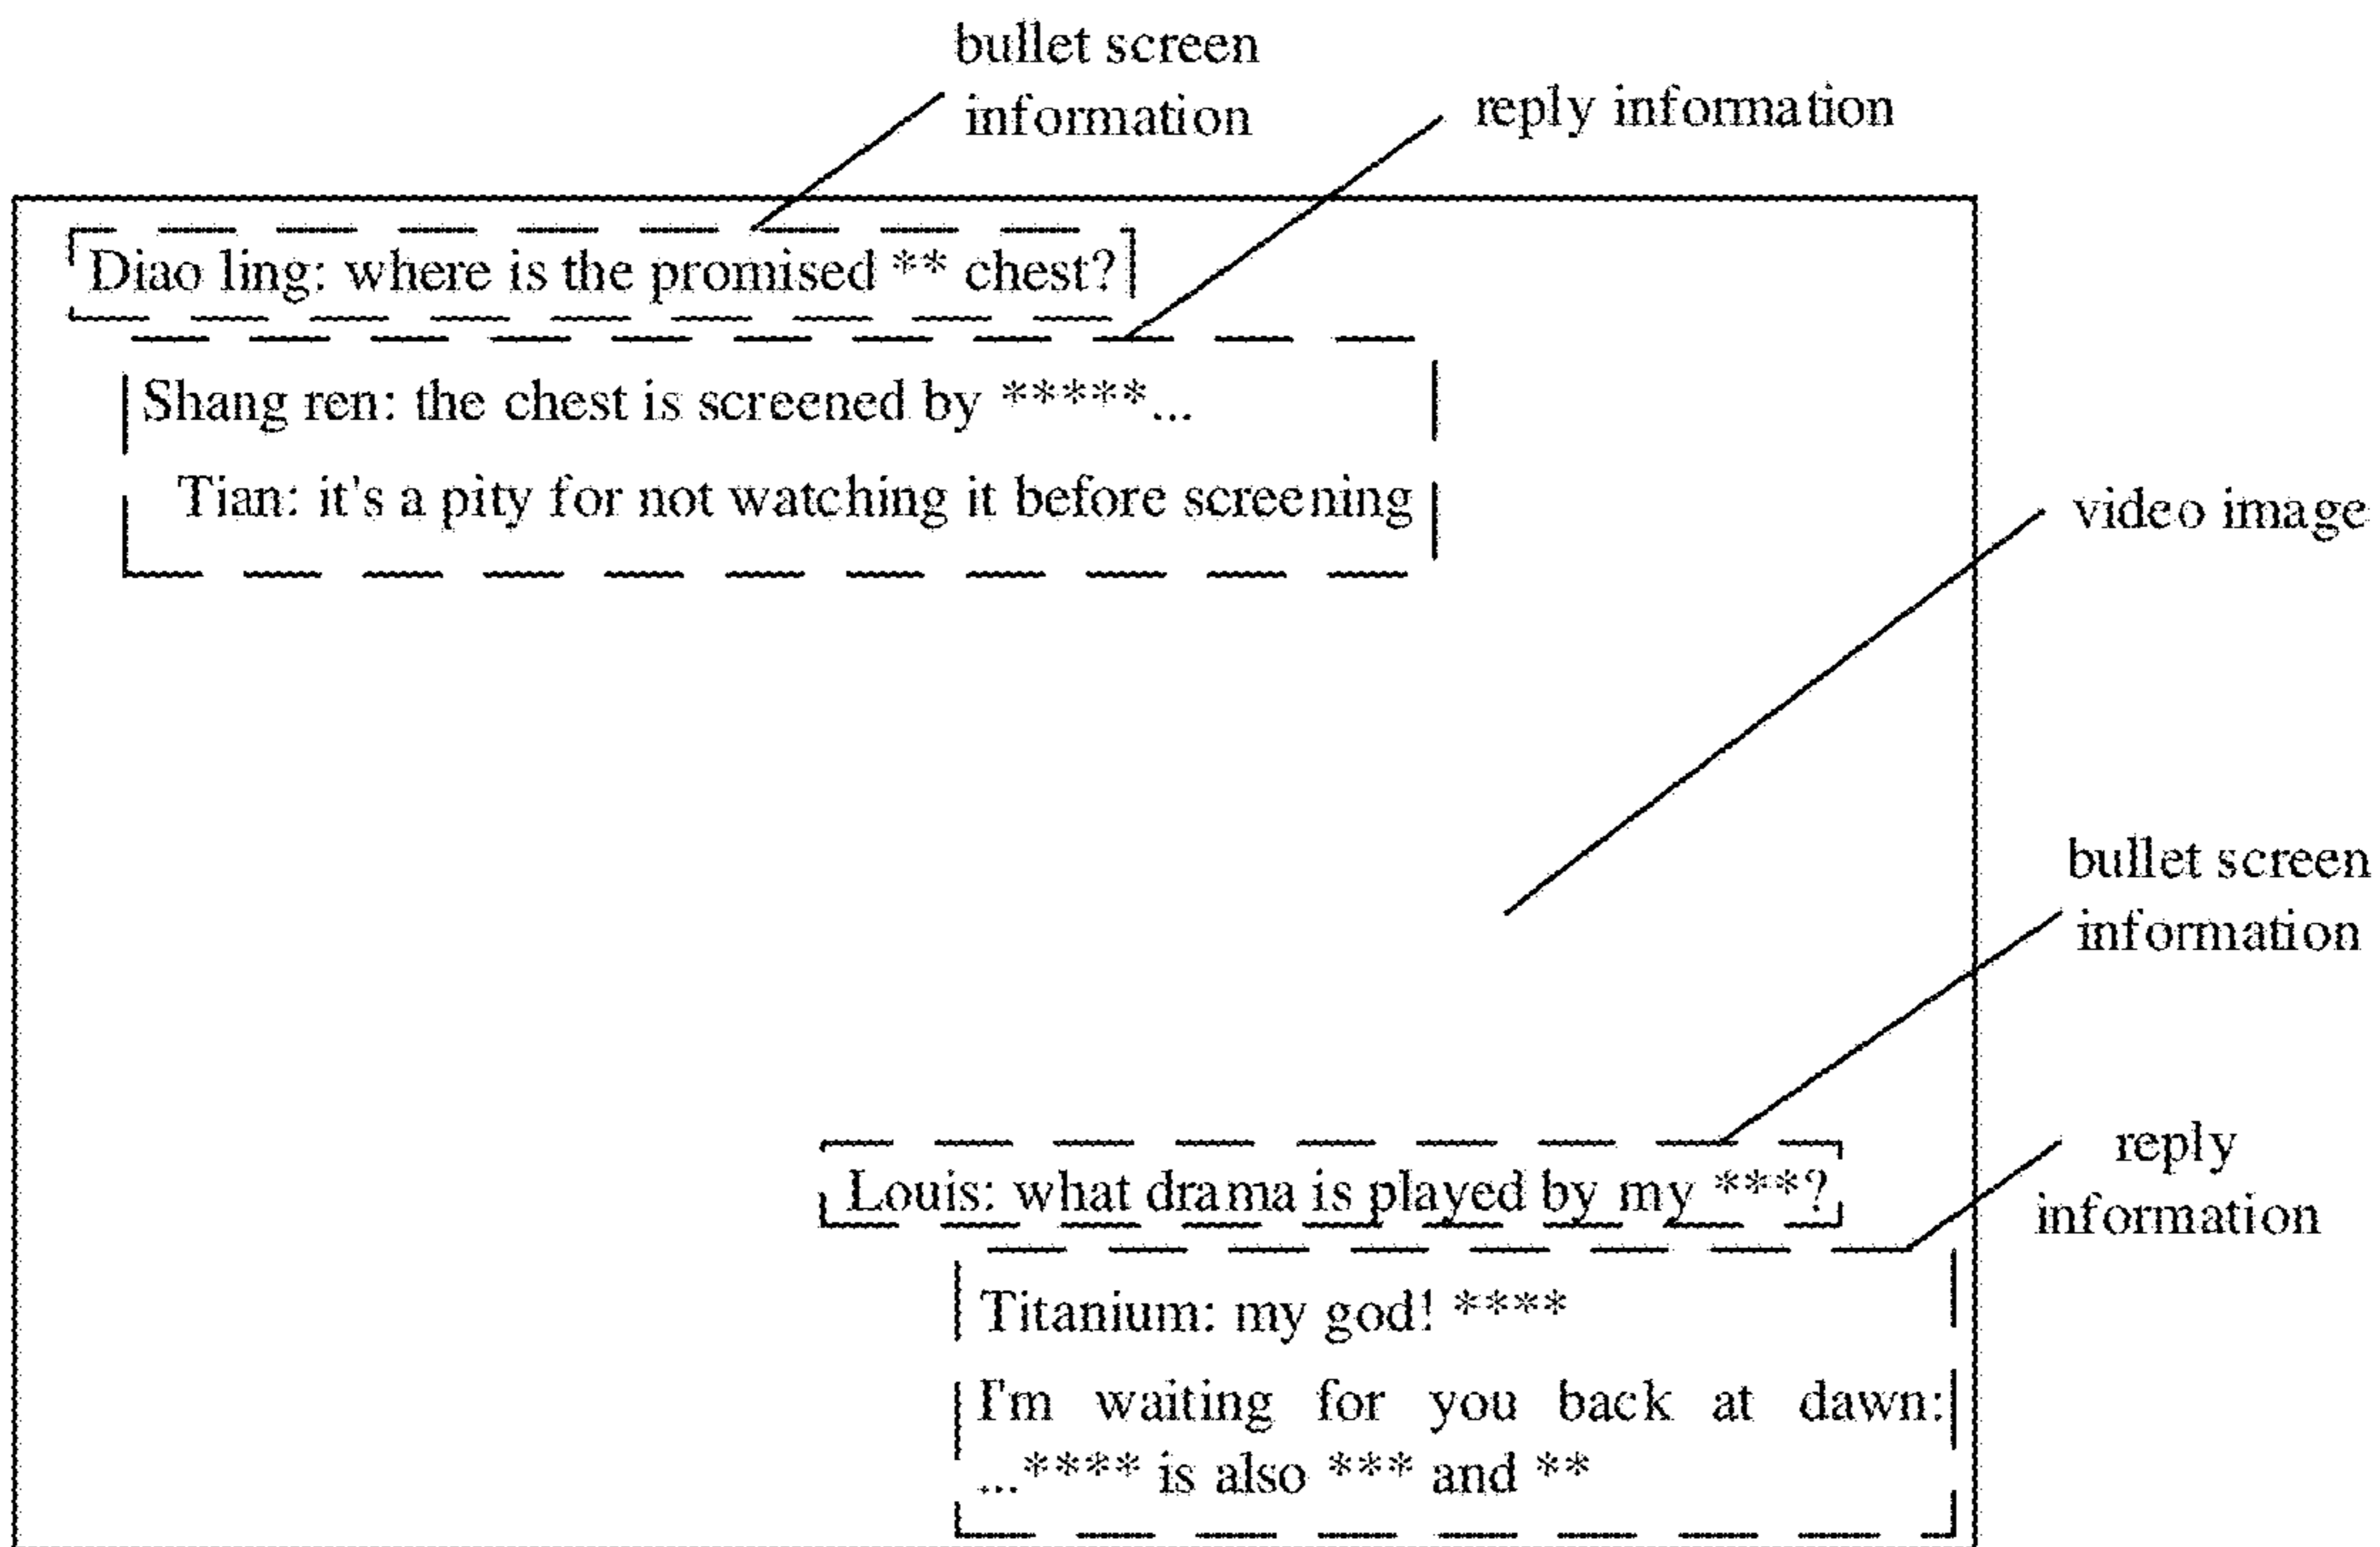 bullet screen
information
reply information
Diao ling: where is the promised ** chest?
Shang ren: the chest is screened by *****...
Tian: it's a pity for not watching it before screening
video image
bullet screen
information
Louis: what drama is played by my ***?
reply
information
Titanium: my god! ****
I'm waiting for you back at dawn:
...**** is also *** and **